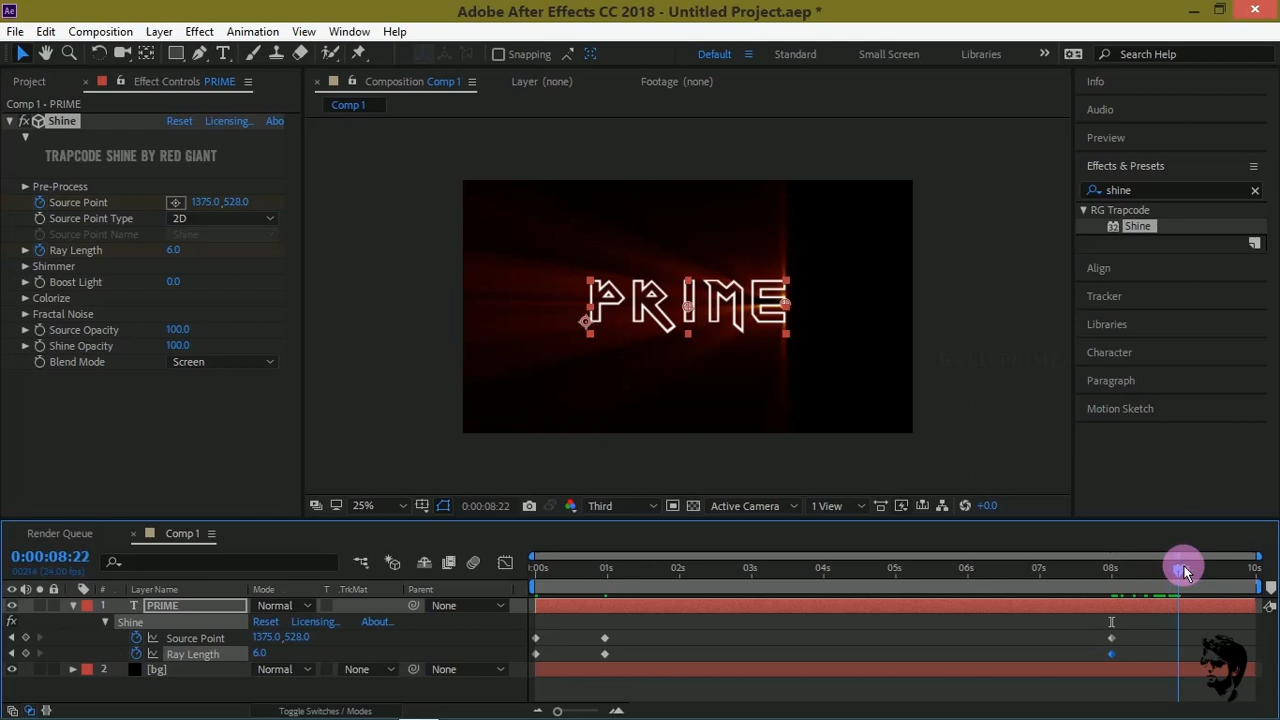 Adobe After Effects CC 2018 - Untitled Project.aep *
Ae
File Edit Composition Layer Effect Animation View Window Help
T Snapping Default Standard Small Screen Libraries Search Help
Project Effect Controls PRIME Composition Comp 1 Layer (none) Footage (none) Info
Comp 1 - PRIME Comp 1 Audio
fx Shine Reset Licensing... Abo
Preview
TRAPCODE SHINE BY RED GIANT
Effects & Presets
Pre-Process shine
Source Point 1375.0,528.0 RG Trapcode
Source Point Type 2D Shine
Source Point Name Shine
Ray Length 6.0
Shimmer Align
Boost Light 0.0
Colorize Tracker
Fractal Noise
Source Opacity 100.0 Libraries
Shine Opacity 100.0
Blend Mode Screen Character
PRIME
Paragraph
Motion Sketch
25% 0:00:08:22 Third Active Camera 1 View +0.0
Render Queue Comp 1
0:00:08:22
00214 (24.00 fps)
:00s 01s 02s 03s 04s 05s 06s 07s 08s 10s
# Layer Name Mode T .TrkMat Parent
1 T PRIME Normal None
fx Shine Reset Licensing... About...
Source Point 1375.0,528.0
Ray Length 6.0
2 [bg] Normal None None
Toggle Switches / Modes